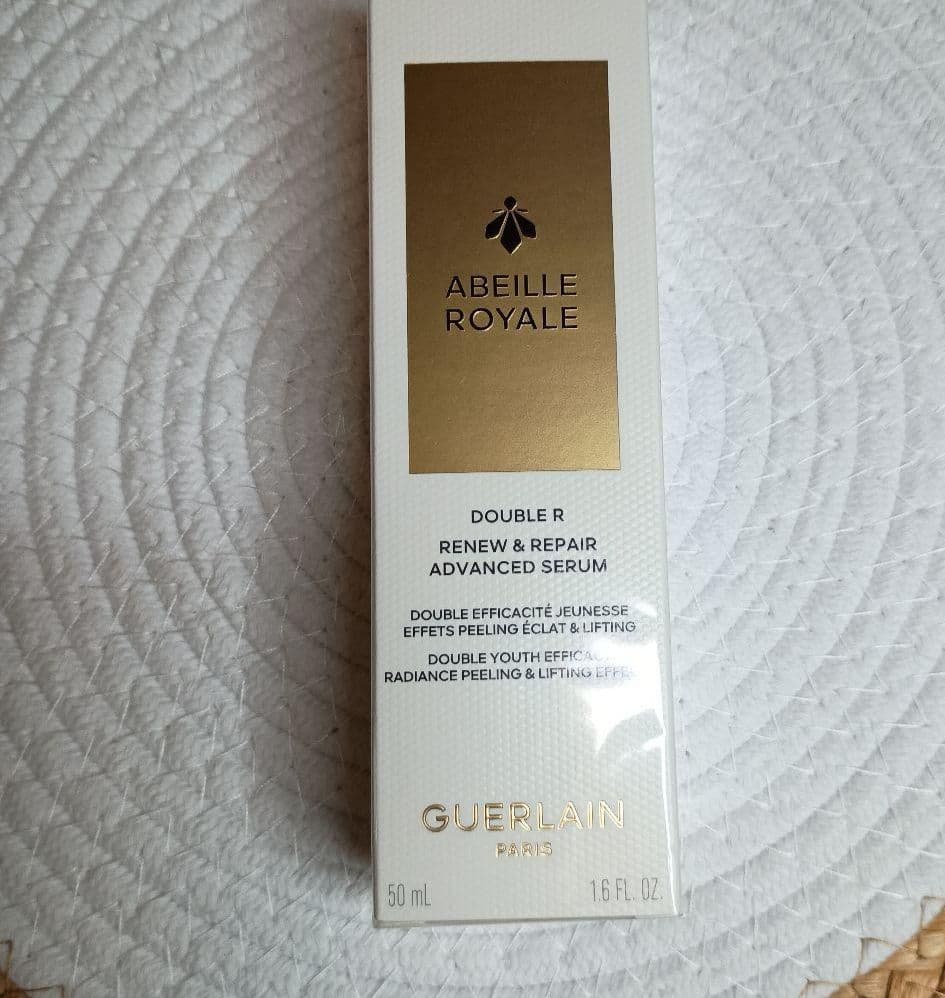 ABEILLE
ROYALE
DOUBLE R
RENEW & REPAIR
ADVANCED SERUM
DOUBLE EFFICACITÉ JEUNESSE
EFFETS PEELING ÉCLAT & LIFTING
DOUBLE YOUTH
RADIANCE PEELING & LIFTING
GUERLAIN
PARIS
50 mL
1.6 FL. OZ.